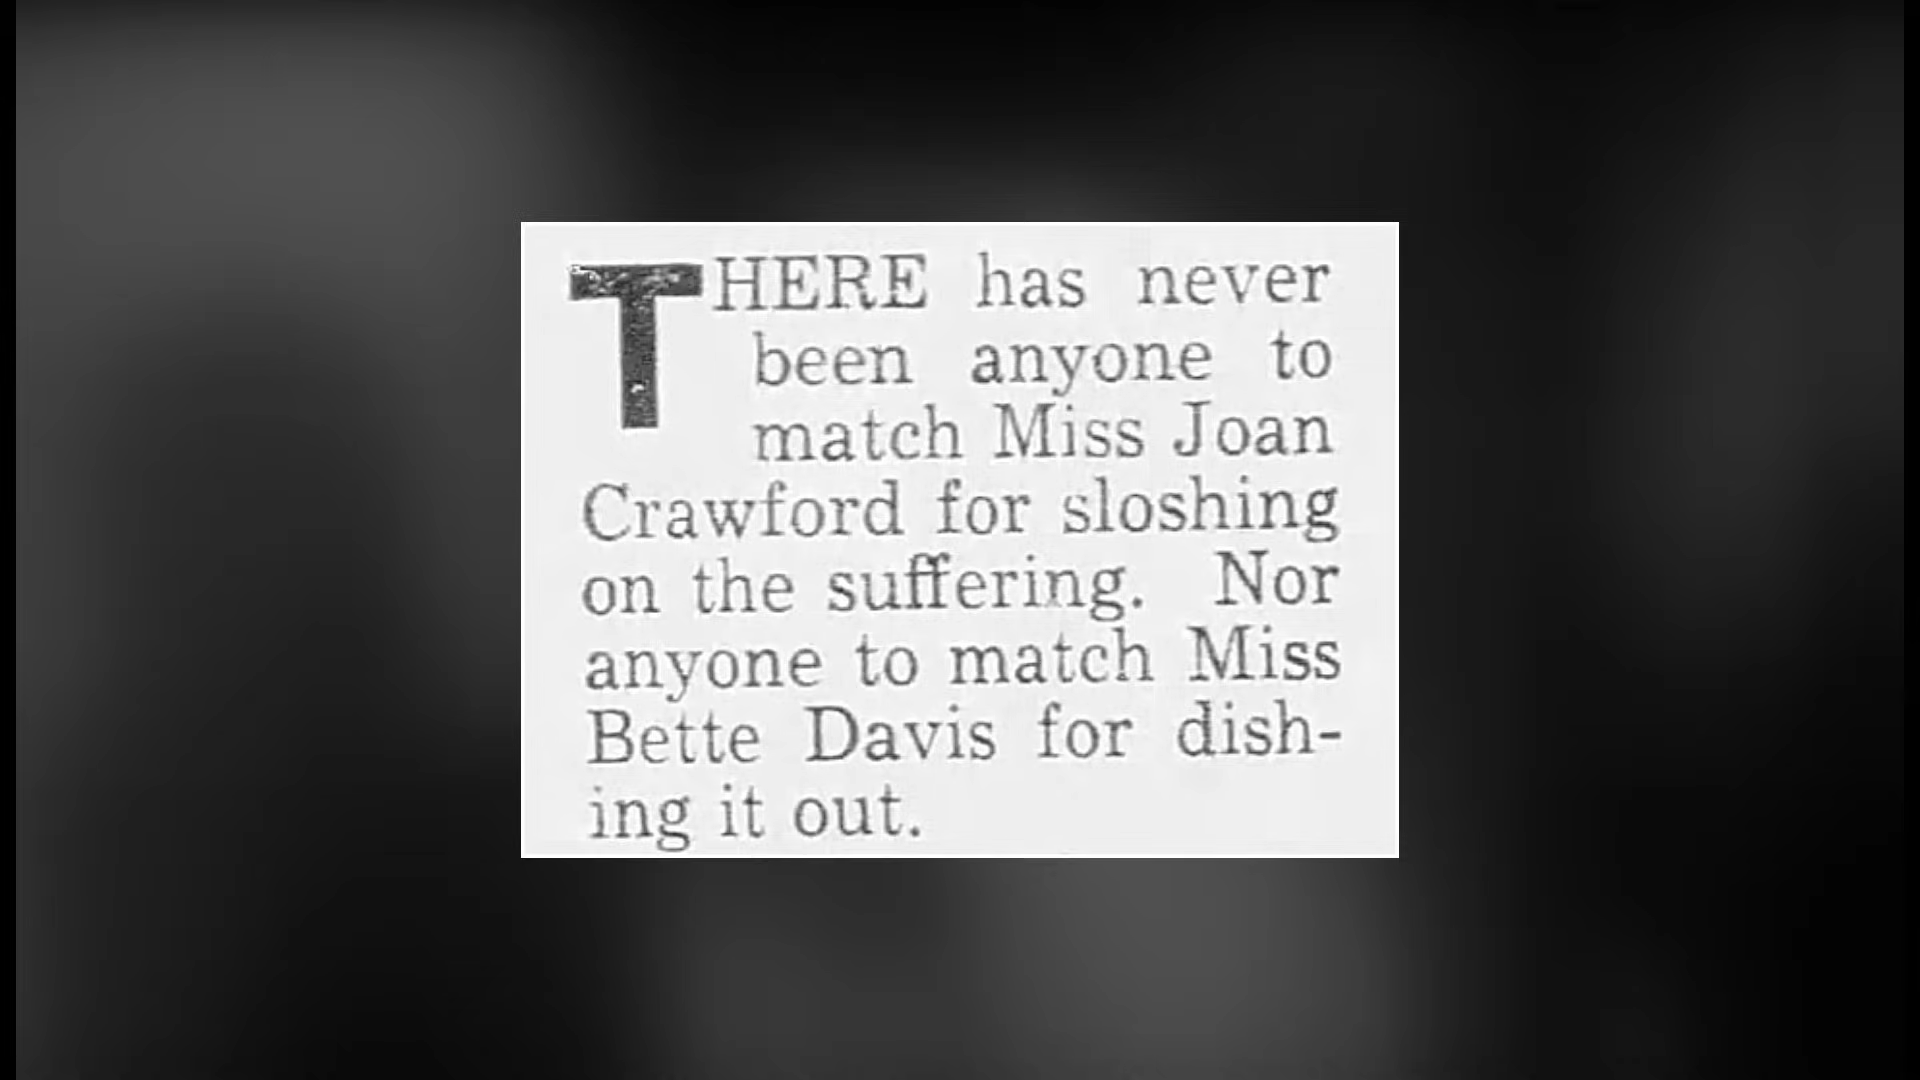 THERE has never
been anyone to
match Miss Joan
Crawford for sloshing
on the suffering. Nor
anyone to match Miss
Bette Davis for dish-
ing it out.